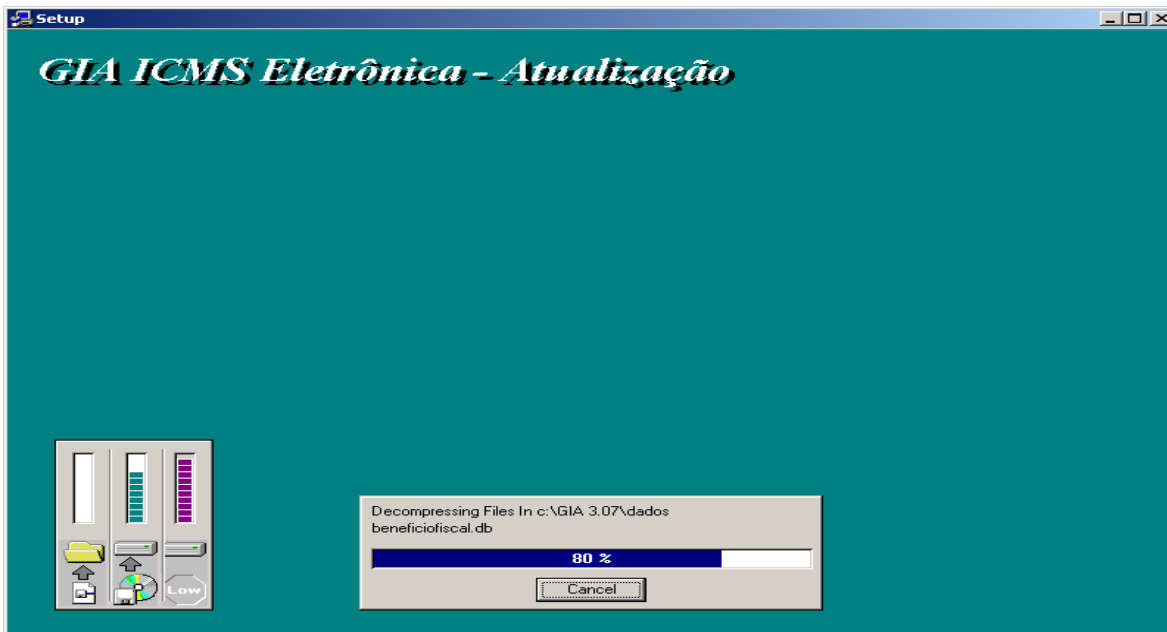 Setup
GIA ICMS Eletrônica - Atualização
Decompressing Files In c:\GIA 3.07\dados
beneficiofiscal.db
80 %
Cancel
Low